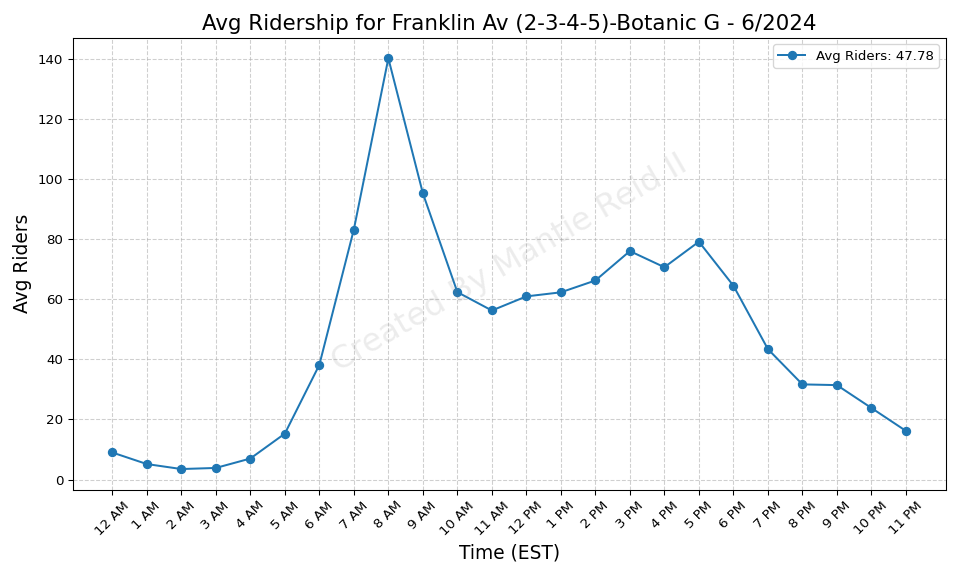 Avg Ridership for Franklin Av (2-3-4-5)-Botanic G - 6/2024
Avg Riders: 47.78
140
120
100
80
60
40
20
0
Avg Riders
Created By Mantie Reid II
12 AM
1 AM
2 AM
3 AM
4 AM
5 AM
6 AM
7 AM
8 AM
9 AM
10 AM
11 AM
12 PM
1 PM
2 PM
3 PM
4 PM
5 PM
6 PM
7 PM
8 PM
9 PM
10 PM
11 PM
Time (EST)